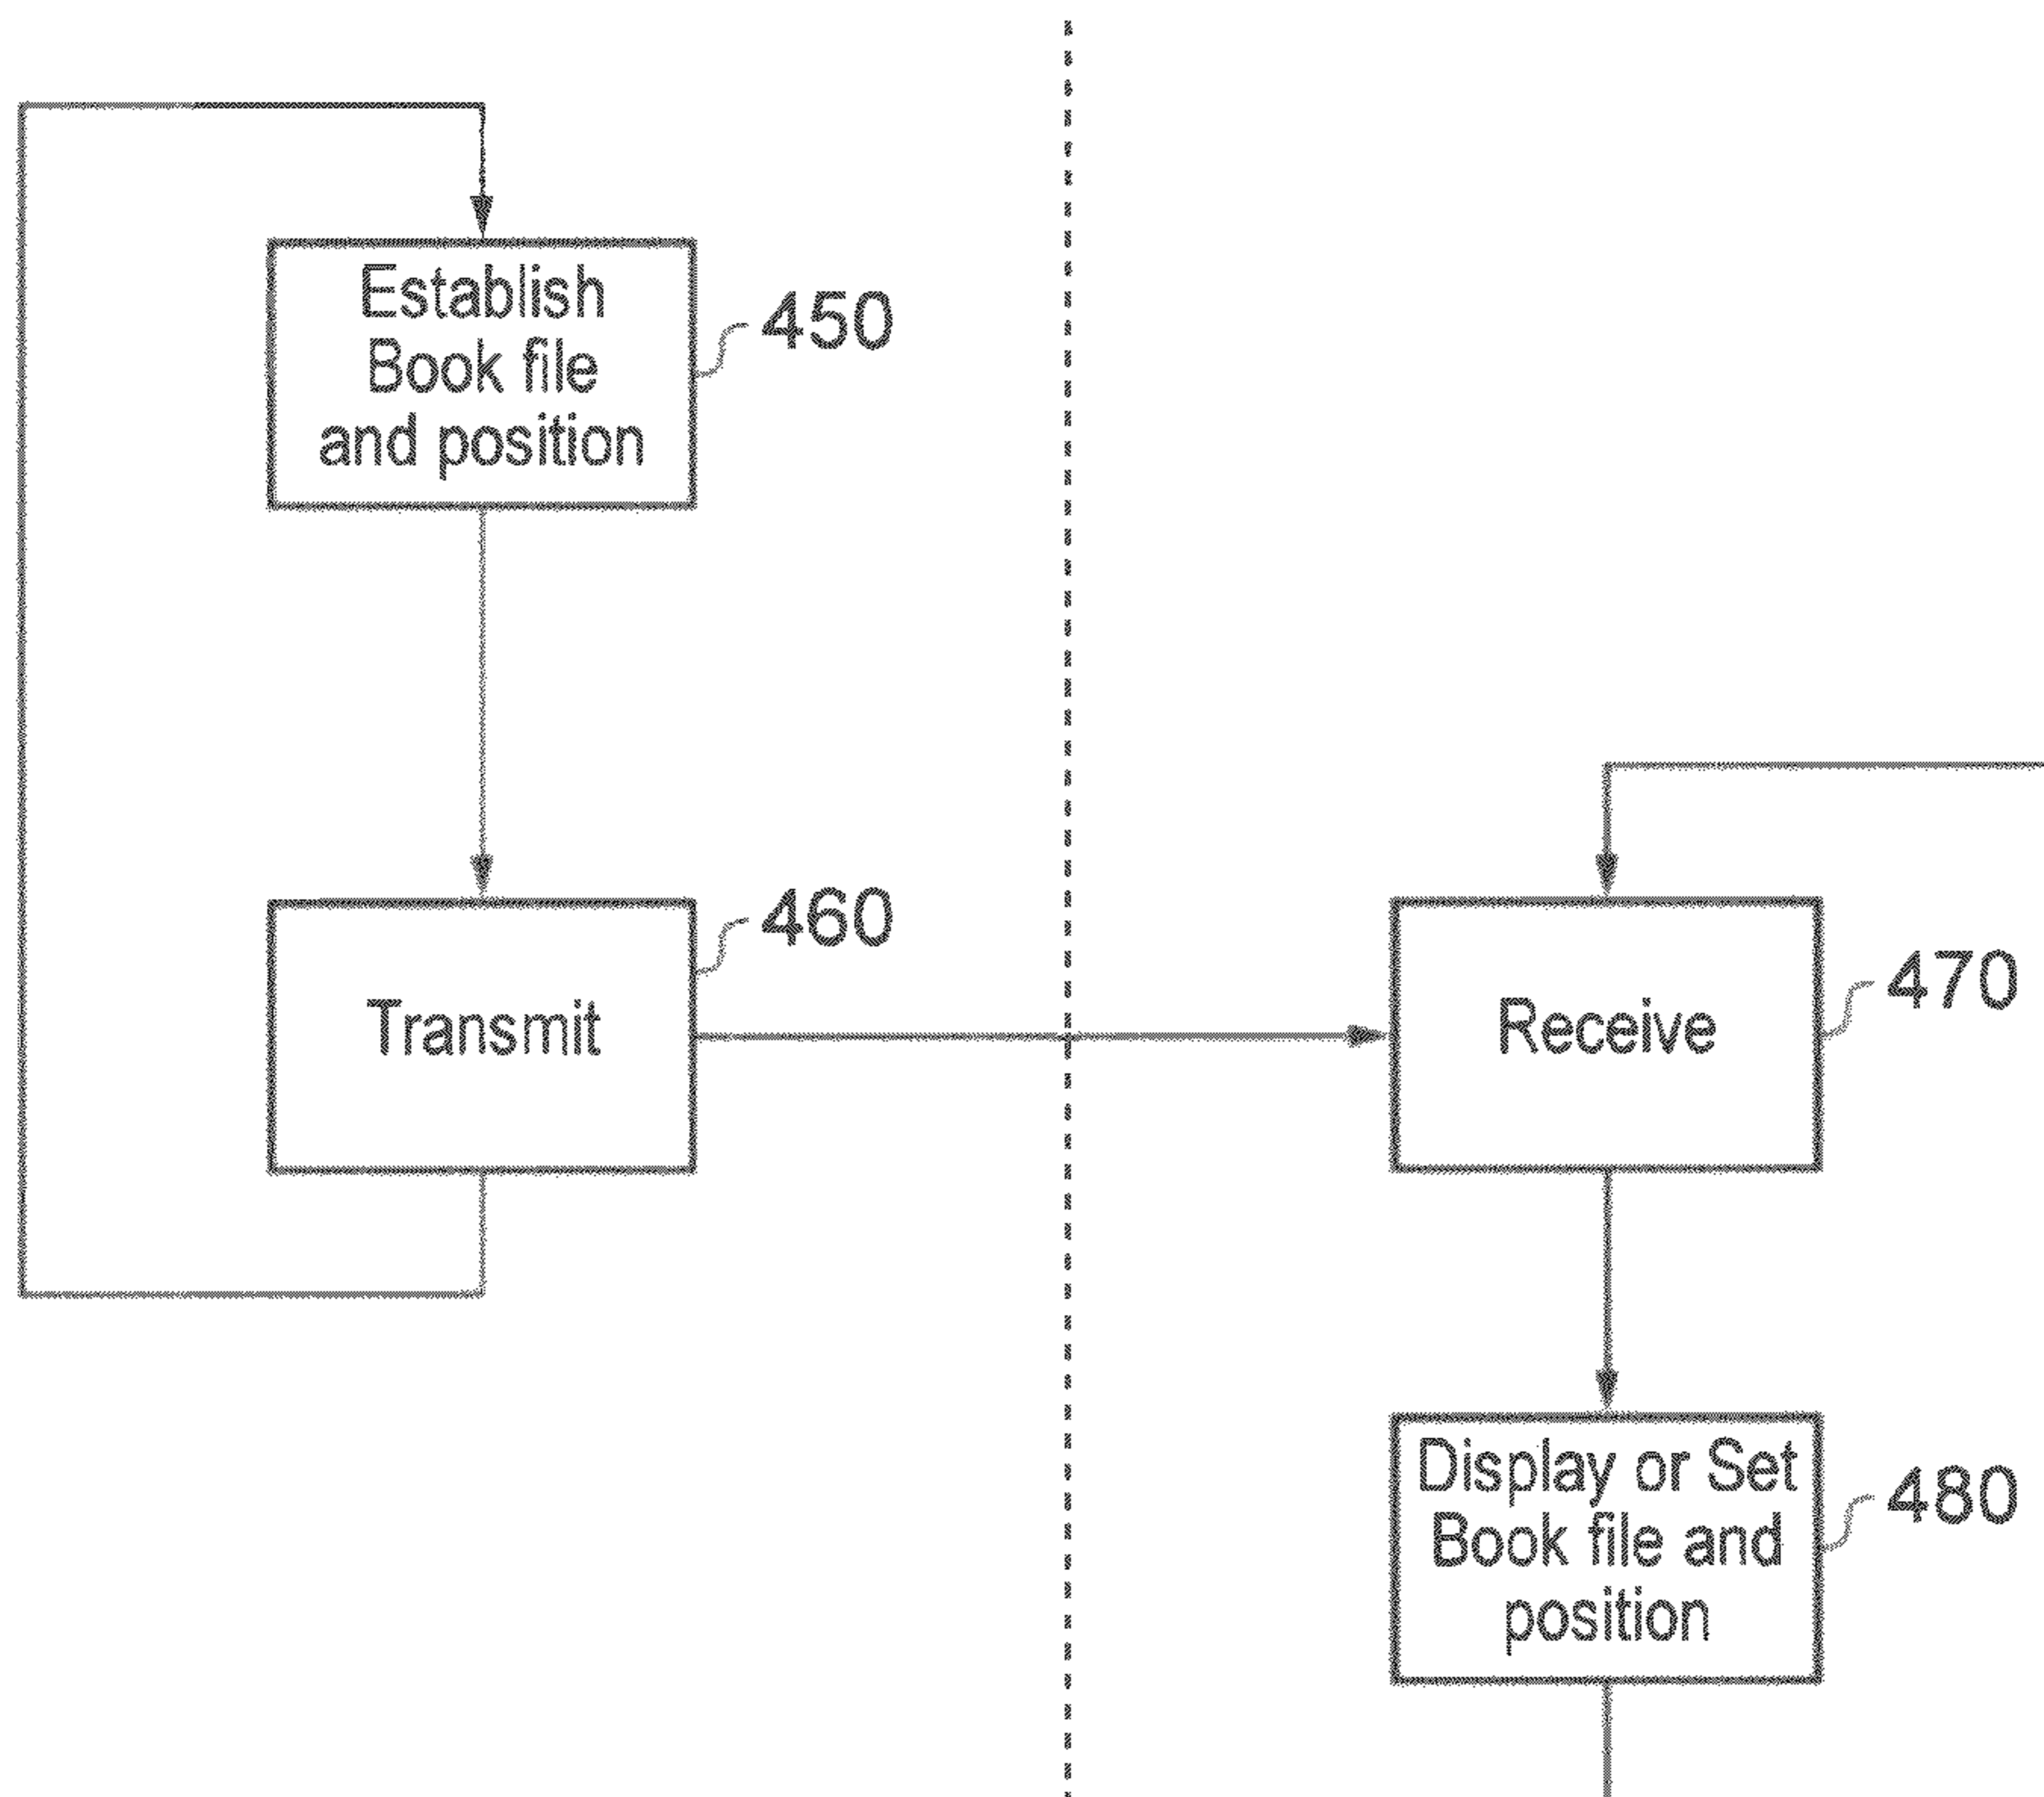 Establish
Book file
and position
450
Transmit
460
Receive
470
Display or Set
Book file and
position
480